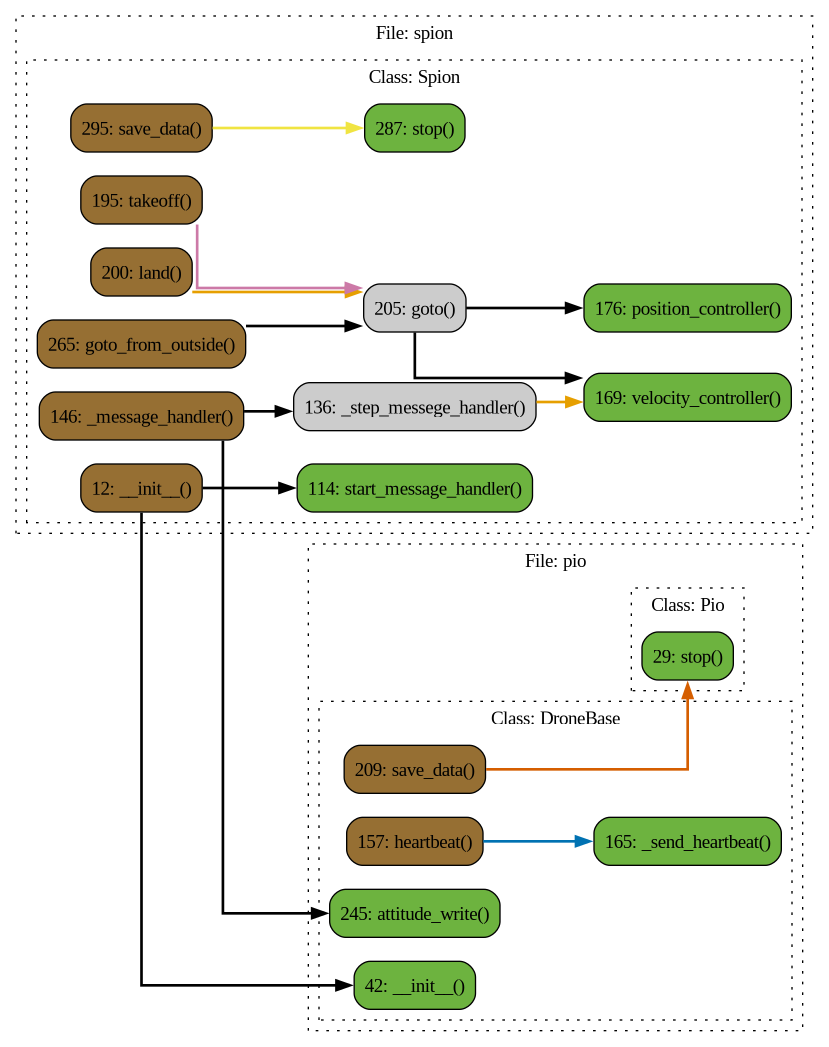 File: spion
Class: Spion
295: save_data()
287: stop()
195: takeoff()
200: land()
205: goto()
176: position_controller()
265: goto_from_outside()
169: velocity_controller()
146: _message_handler()
136: _step_messege_handler()
12: __init__()
114: start_message_handler()
File: pio
Class: Pio
29: stop()
Class: DroneBase
209: save_data()
157: heartbeat()
165: _send_heartbeat()
245: attitude_write()
42: __init__()